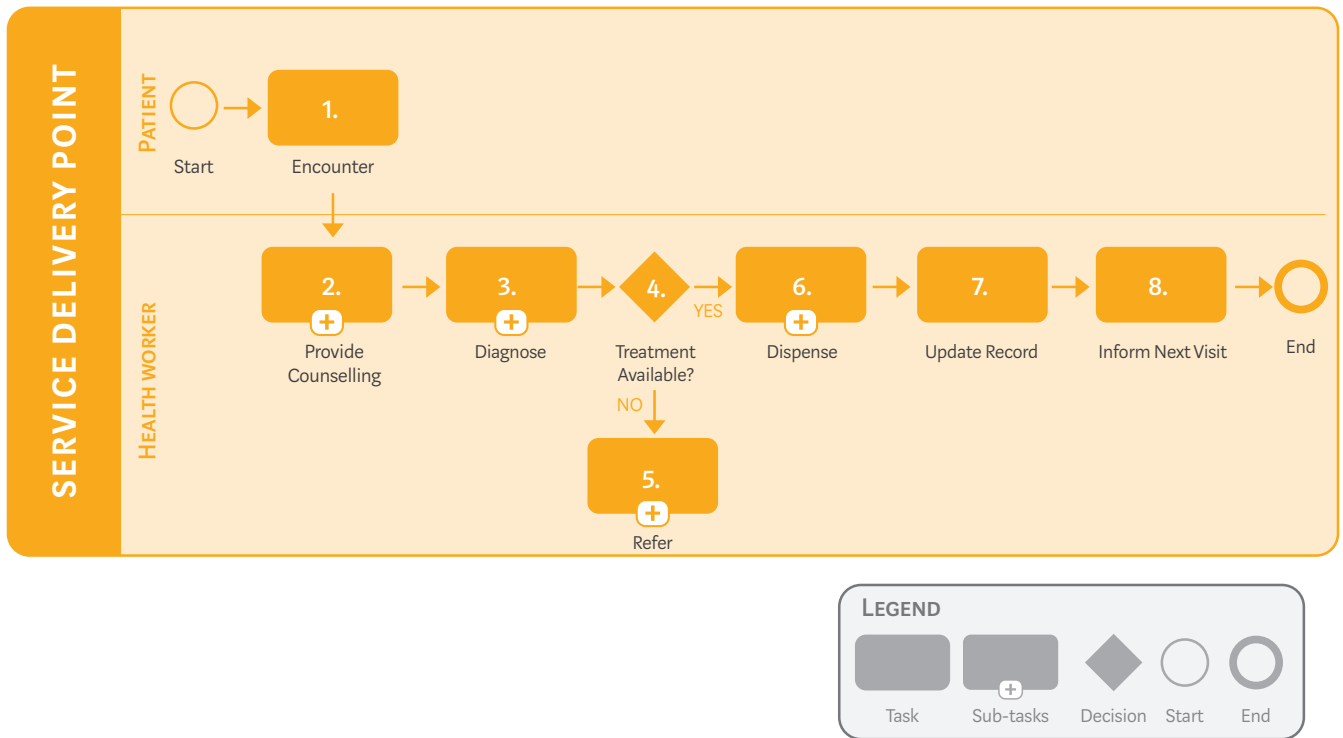 SERVICE DELIVERY POINT
PATIENT
Start
1.
Encounter
HEALTH WORKER
2.
Provide
Counselling
3.
Diagnose
4.
Treatment
Available?
YES
NO
5.
Refer
6.
Dispense
7.
Update Record
8.
Inform Next Visit
End
LEGEND
Task
Sub-tasks
Decision
Start
End